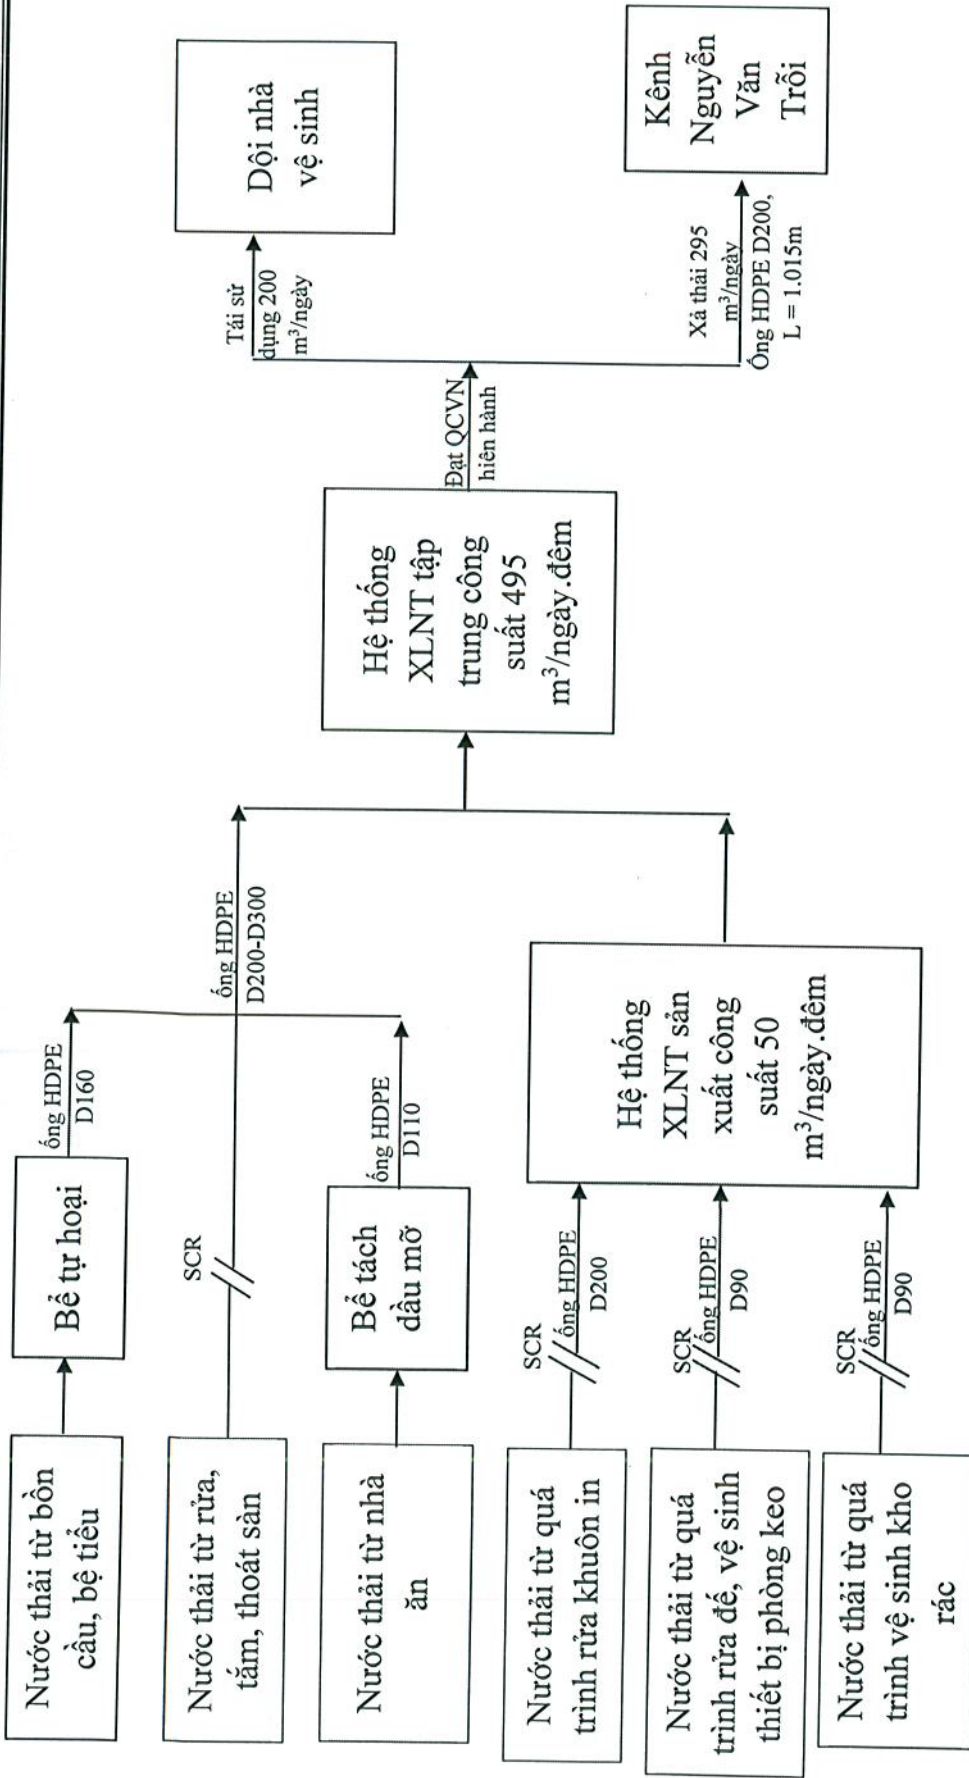 Nước thải từ bồn
cầu, bệ tiểu
Bể tự hoại
ống HDPE
D160
Nước thải từ rửa,
tắm, thoát sàn
SCR
ống HDPE
D200-D300
Nước thải từ nhà
ăn
Bể tách
dầu mỡ
ống HDPE
D110
Nước thải từ quá
trình rửa khuôn in
SCR
ống HDPE
D200
Nước thải từ quá
trình rửa đế, vệ sinh
thiết bị phòng keo
SCR
ống HDPE
D90
Nước thải từ quá
trình vệ sinh kho
rác
SCR
ống HDPE
D90
Hệ thống
XLNT sản
xuất công
suất 50
m³/ngày.đêm
Hệ thống
XLNT tập
trung công
suất 495
m³/ngày.đêm
Đạt QCVN
hiên hành
Tái sử
dụng 200
m³/ngày
Dội nhà
vệ sinh
Xả thải 295
m³/ngày
Ống HDPE D200,
L = 1.015m
Kênh
Nguyễn
Văn
Trỗi